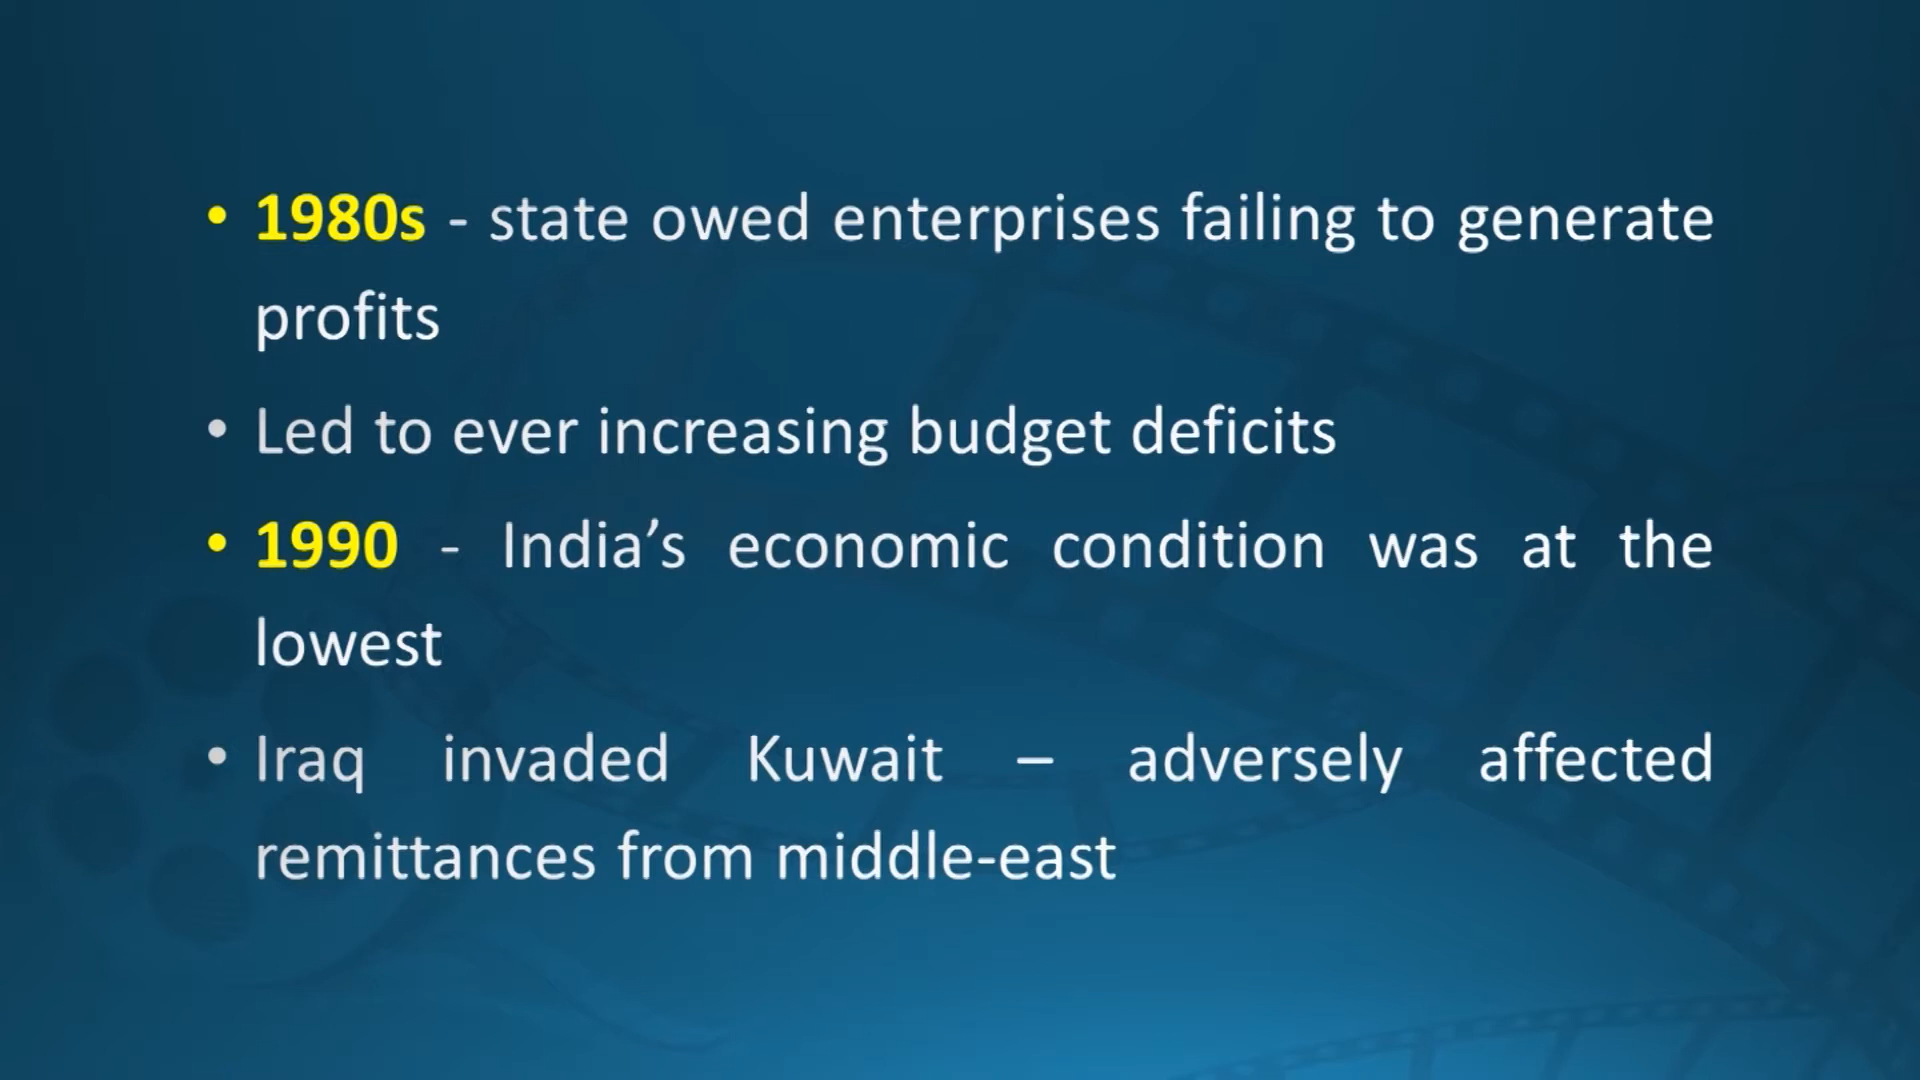 • 1980s - state owed enterprises failing to generate
profits
• Led to ever increasing budget deficits
• 1990 - India’s economic condition was at the
lowest
• Iraq invaded Kuwait – adversely affected
remittances from middle-east